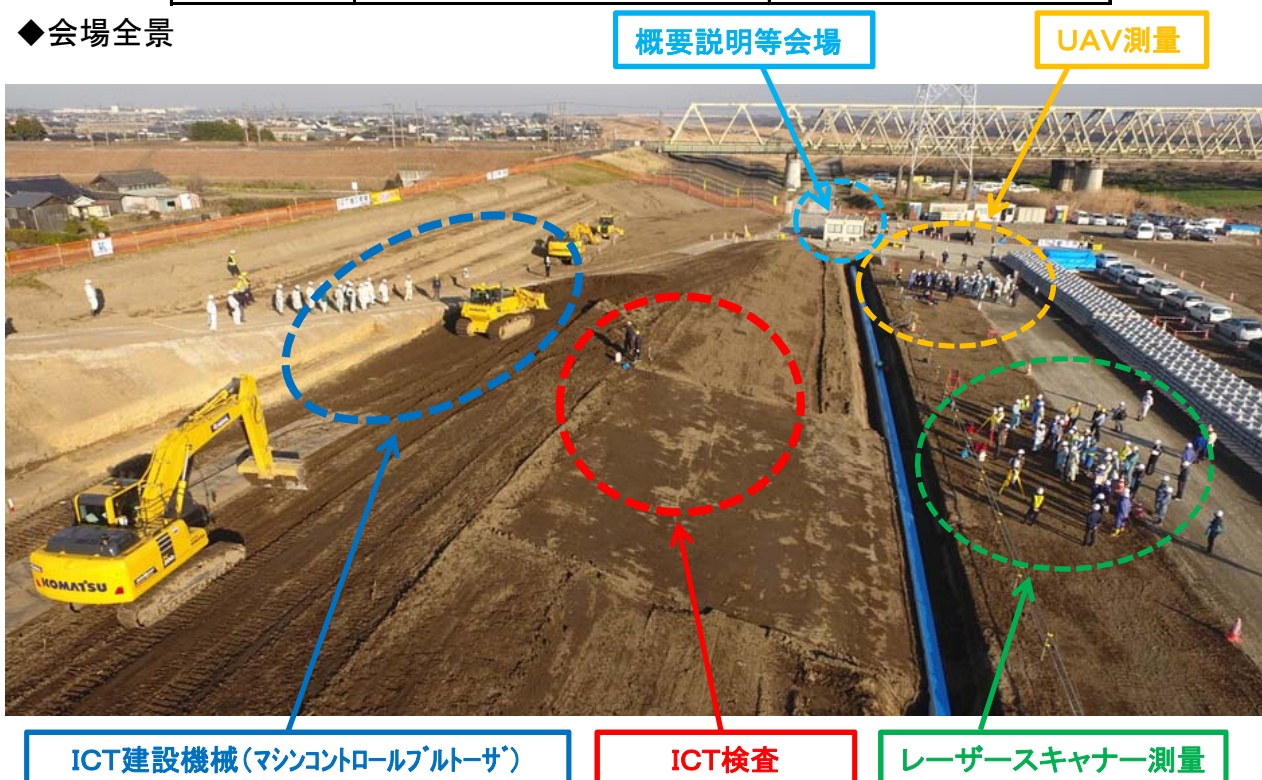 ◆会場全景
概要説明等会場
UAV測量
KOMATSU
ICT建設機械(マシンコントロールブルトーザ)
ICT検査
レーザースキャナー測量